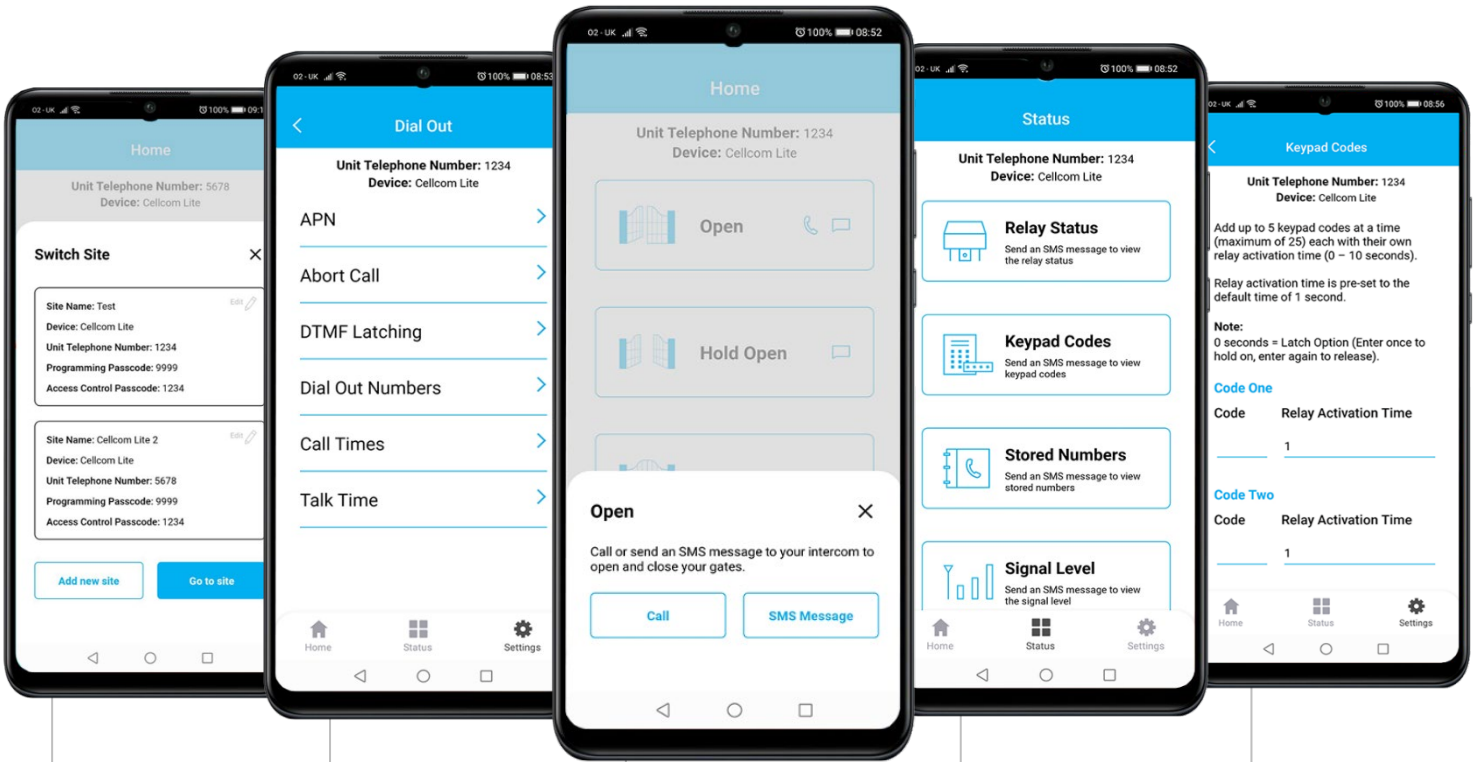 O2-UK 100% 09:1
Home
Unit Telephone Number: 5678
Device: Cellcom Lite
Switch Site
Site Name: Test
Edit
Device: Cellcom Lite
Unit Telephone Number: 1234
Programming Passcode: 9999
Access Control Passcode: 1234
Site Name: Cellcom Lite 2
Edit
Device: Cellcom Lite
Unit Telephone Number: 5678
Programming Passcode: 9999
Access Control Passcode: 1234
Add new site
Go to site
O2-UK 100% 08:53
Dial Out
Unit Telephone Number: 1234
Device: Cellcom Lite
APN
Abort Call
DTMF Latching
Dial Out Numbers
Call Times
Talk Time
Home Status Settings
O2-UK 100% 08:52
Home
Unit Telephone Number: 1234
Device: Cellcom Lite
Open
Hold Open
Open
Call or send an SMS message to your intercom to
open and close your gates.
Call
SMS Message
O2-UK 100% 08:52
Status
Unit Telephone Number: 1234
Device: Cellcom Lite
Relay Status
Send an SMS message to view
the relay status
Keypad Codes
Send an SMS message to view
keypad codes
Stored Numbers
Send an SMS message to view
stored numbers
Signal Level
Send an SMS message to view
the signal level
Home Status Settings
O2-UK 100% 08:56
Keypad Codes
Unit Telephone Number: 1234
Device: Cellcom Lite
Add up to 5 keypad codes at a time
(maximum of 25) each with their own
relay activation time (0 – 10 seconds).
Relay activation time is pre-set to the
default time of 1 second.
Note:
0 seconds = Latch Option (Enter once to
hold on, enter again to release).
Code One
Code Relay Activation Time
1
Code Two
Code Relay Activation Time
1
Home Status Settings